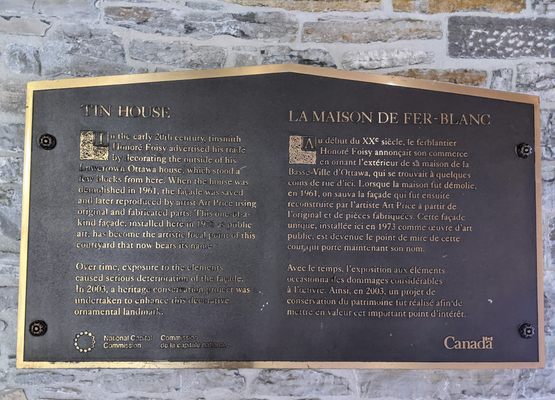 TIN HOUSE
In the early 20th century, tinsmith
Honoré Foisy advertised his trade
by decorating the outside of his
Lowertown Ottawa house, which stood a
few blocks from here. When the house was
demolished in 1961, the façade was saved
and later reproduced by artist Art Price using
original and fabricated parts. This one-of-a-
kind façade, installed here in 1973 as public
art, has become the artistic focal point of this
courtyard that now bears its name.
Over time, exposure to the elements
caused serious deterioration of the façade.
In 2003, a heritage conservation project was
undertaken to enhance this decorative
ornamental landmark.
National Capital
Commission
Commission
de la capitale nationale
LA MAISON DE FER-BLANC
Au début du XXe siècle, le ferblantier
Honoré Foisy annonçait son commerce
en ornant l'extérieur de sa maison de la
Basse-Ville d'Ottawa, qui se trouvait à quelques
coins de rue d'ici. Lorsque la maison fut démolie,
en 1961, on sauva la façade qui fut ensuite
reconstruite par l'artiste Art Price à partir de
l'original et de pièces fabriquées. Cette façade
unique, installée ici en 1973 comme œuvre d'art
public, est devenue le point de mire de cette
cour qui porte maintenant son nom.
Avec le temps, l'exposition aux éléments
occasionna des dommages considérables
à l'œuvre. Ainsi, en 2003, un projet de
conservation du patrimoine fut réalisé afin de
mettre en valeur cet important point d'intérêt.
Canada